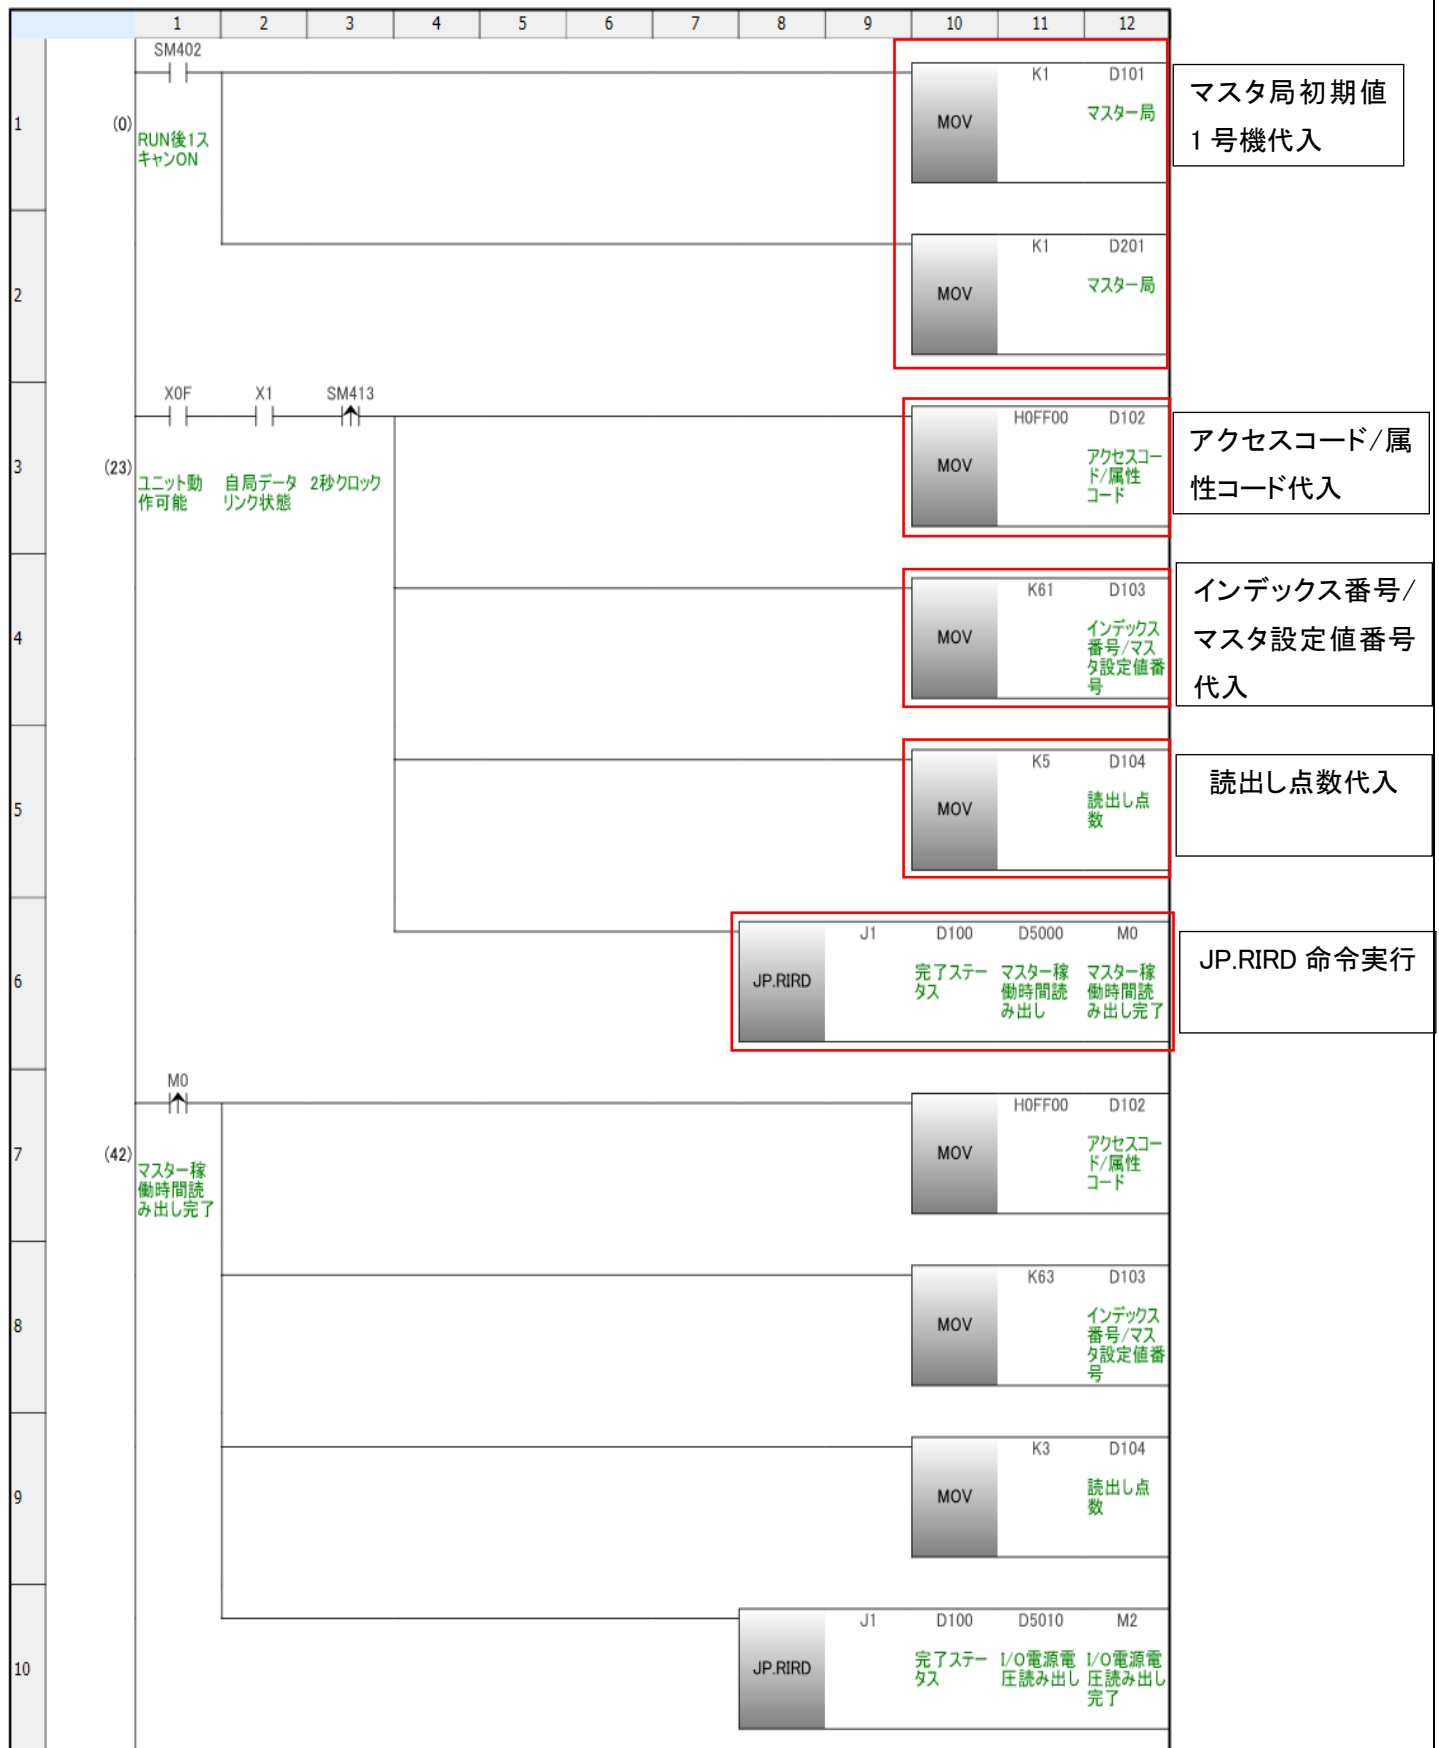 1 2 3 4 5 6 7 8 9 10 11 12
SM402
1 (0)
RUN後1ス
キャンON
MOV K1 D101
マスター局
マスタ局初期値
1号機代入
2
MOV K1 D201
マスター局
X0F X1 SM413
3 (23)
ユニット動
作可能
自局データ
リンク状態
2秒クロック
MOV H0FF00 D102
アクセスコー
ド/属性
コード
アクセスコード/属
性コード代入
4
MOV K61 D103
インデックス
番号/マス
タ設定値番
号
インデックス番号/
マスタ設定値番号
代入
5
MOV K5 D104
読出し点
数
読出し点数代入
6
JP.RIRD J1 D100 D5000 M0
完了ステー
タス
マスター稼
働時間読
み出し
マスター稼
働時間読
み出し完了
JP.RIRD 命令実行
M0
7 (42)
マスター稼
働時間読
み出し完了
MOV H0FF00 D102
アクセスコー
ド/属性
コード
8
MOV K63 D103
インデックス
番号/マス
タ設定値番
号
9
MOV K3 D104
読出し点
数
10
JP.RIRD J1 D100 D5010 M2
完了ステー
タス
I/O電源電
圧読み出し
I/O電源電
圧読み出し
完了